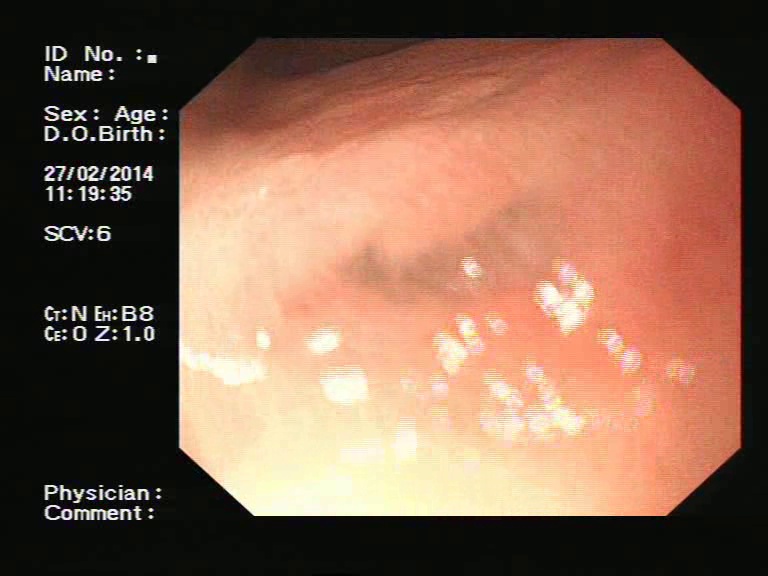 ID No. :
Name:
Sex: Age:
D.O.Birth:
27/02/2014
11:19:35
SCV:6
CT:N EH:B8
CE:0 Z:1.0
Physician:
Comment: